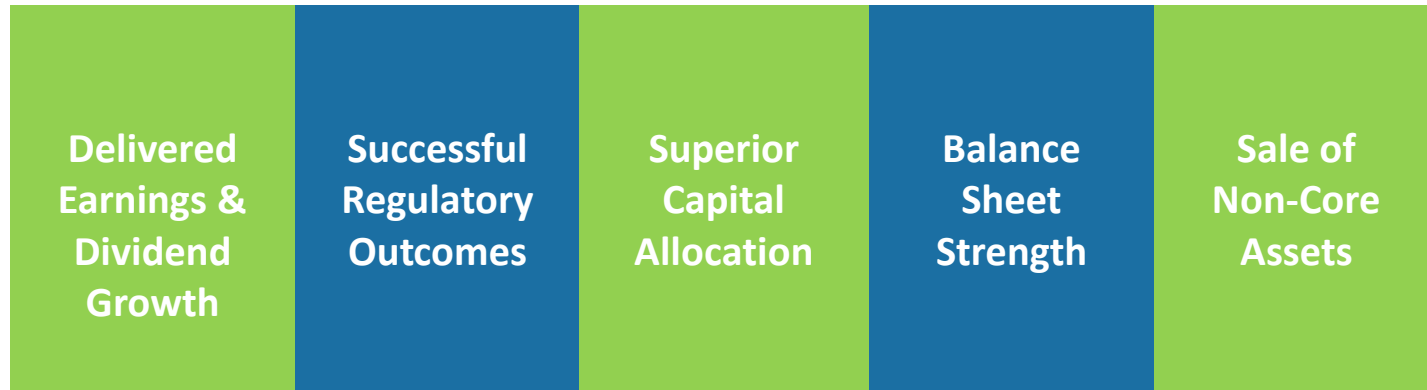 Delivered
Earnings &
Dividend
Growth
Successful
Regulatory
Outcomes
Superior
Capital
Allocation
Balance
Sheet
Strength
Sale of
Non-Core
Assets